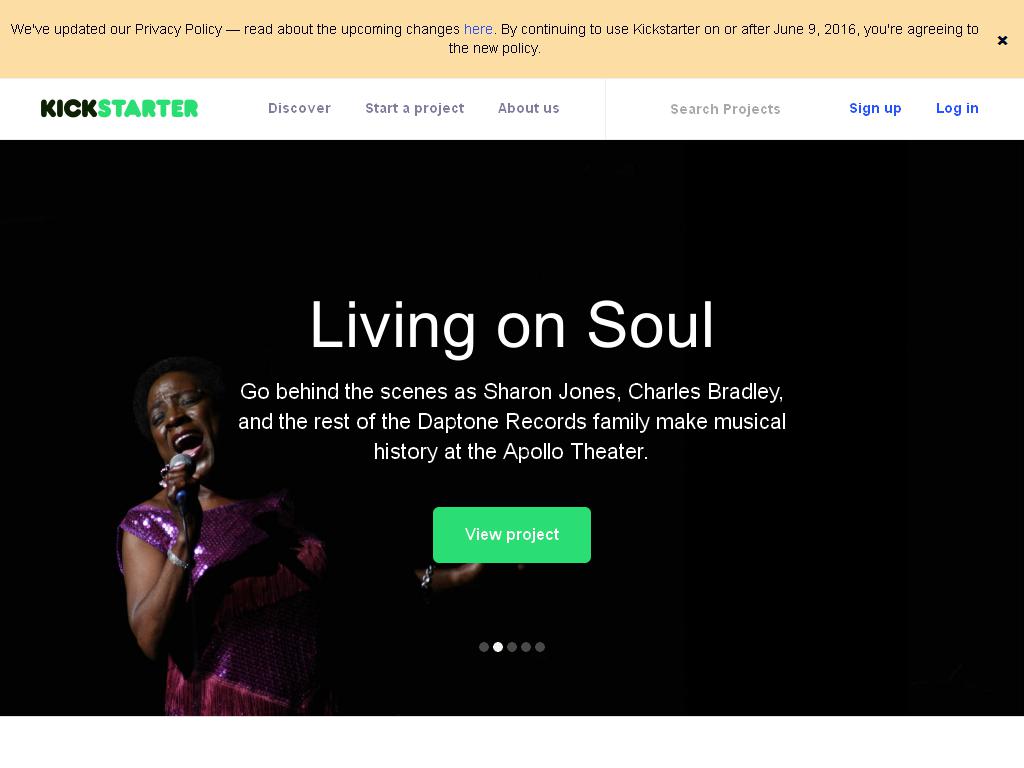 We've updated our Privacy Policy — read about the upcoming changes here. By continuing to use Kickstarter on or after June 9, 2016, you're agreeing to
the new policy.
KICKSTARTER Discover Start a project About us Search Projects Sign up Log in
Living on Soul
Go behind the scenes as Sharon Jones, Charles Bradley,
and the rest of the Daptone Records family make musical
history at the Apollo Theater.
View project